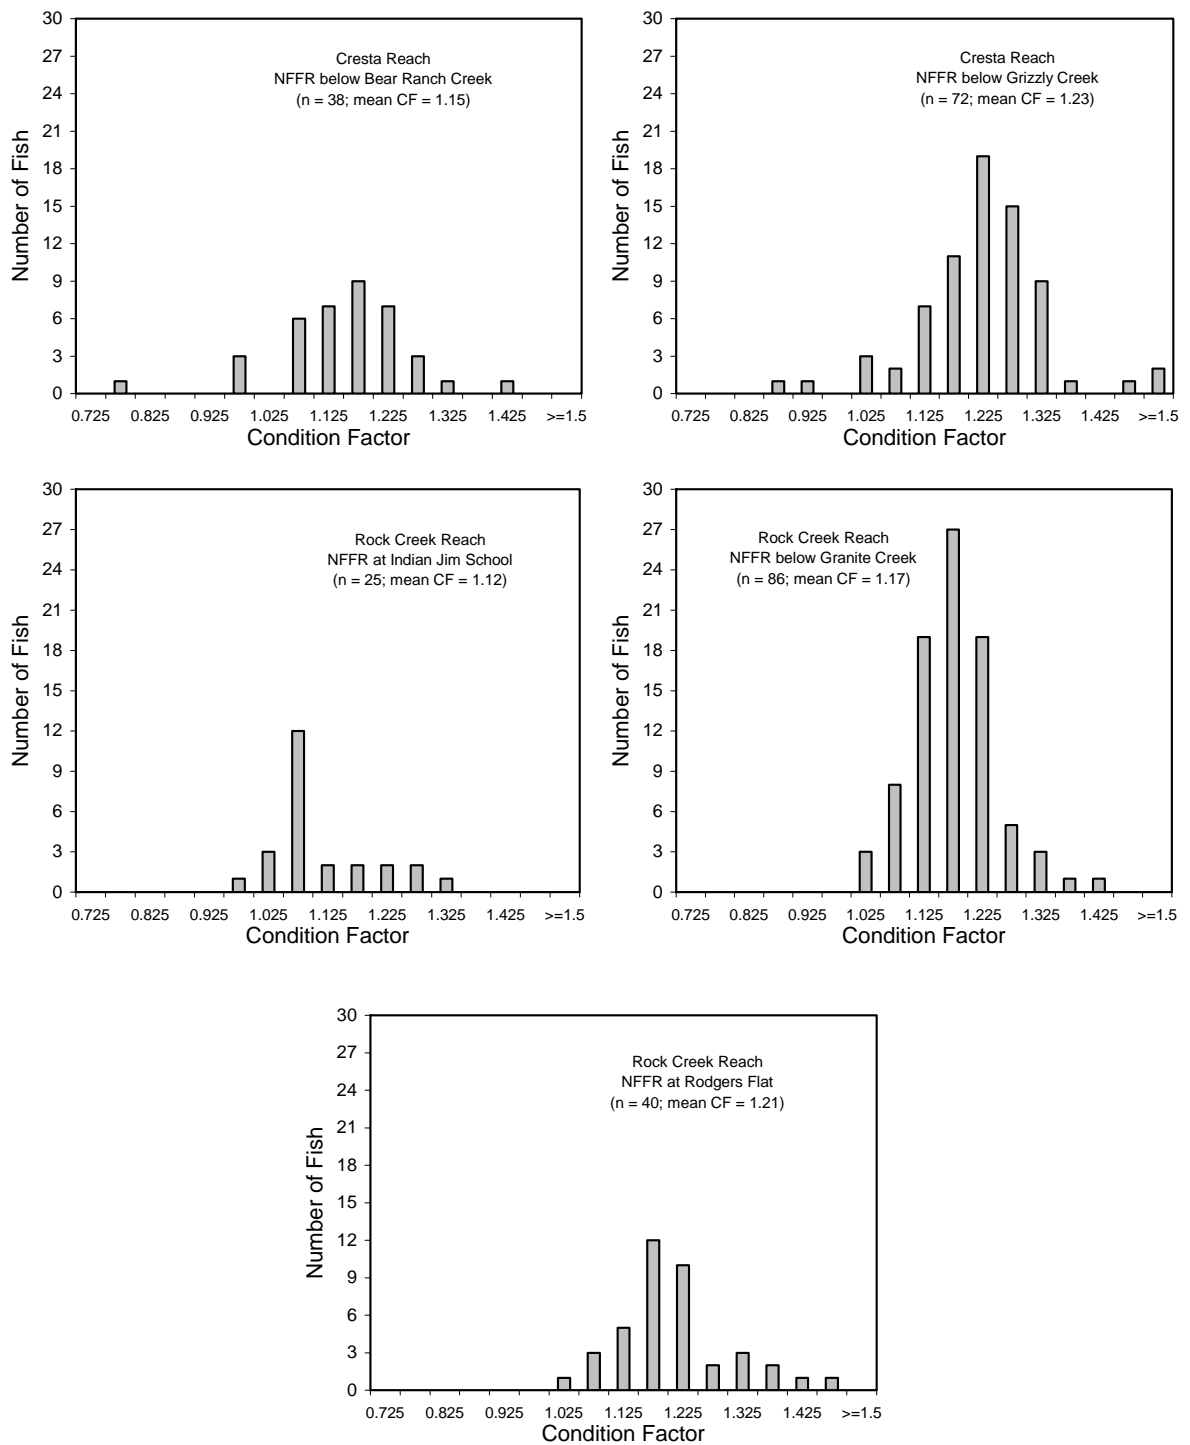 Cresta Reach
NFFR below Bear Ranch Creek
(n = 38; mean CF = 1.15)
Number of Fish
30
27
24
21
18
15
12
9
6
3
0
0.725 0.825 0.925 1.025 1.125 1.225 1.325 1.425 >=1.5
Condition Factor
Cresta Reach
NFFR below Grizzly Creek
(n = 72; mean CF = 1.23)
Number of Fish
30
27
24
21
18
15
12
9
6
3
0
0.725 0.825 0.925 1.025 1.125 1.225 1.325 1.425 >=1.5
Condition Factor
Rock Creek Reach
NFFR at Indian Jim School
(n = 25; mean CF = 1.12)
Number of Fish
30
27
24
21
18
15
12
9
6
3
0
0.725 0.825 0.925 1.025 1.125 1.225 1.325 1.425 >=1.5
Condition Factor
Rock Creek Reach
NFFR below Granite Creek
(n = 86; mean CF = 1.17)
Number of Fish
30
27
24
21
18
15
12
9
6
3
0
0.725 0.825 0.925 1.025 1.125 1.225 1.325 1.425 >=1.5
Condition Factor
Rock Creek Reach
NFFR at Rodgers Flat
(n = 40; mean CF = 1.21)
Number of Fish
30
27
24
21
18
15
12
9
6
3
0
0.725 0.825 0.925 1.025 1.125 1.225 1.325 1.425 >=1.5
Condition Factor